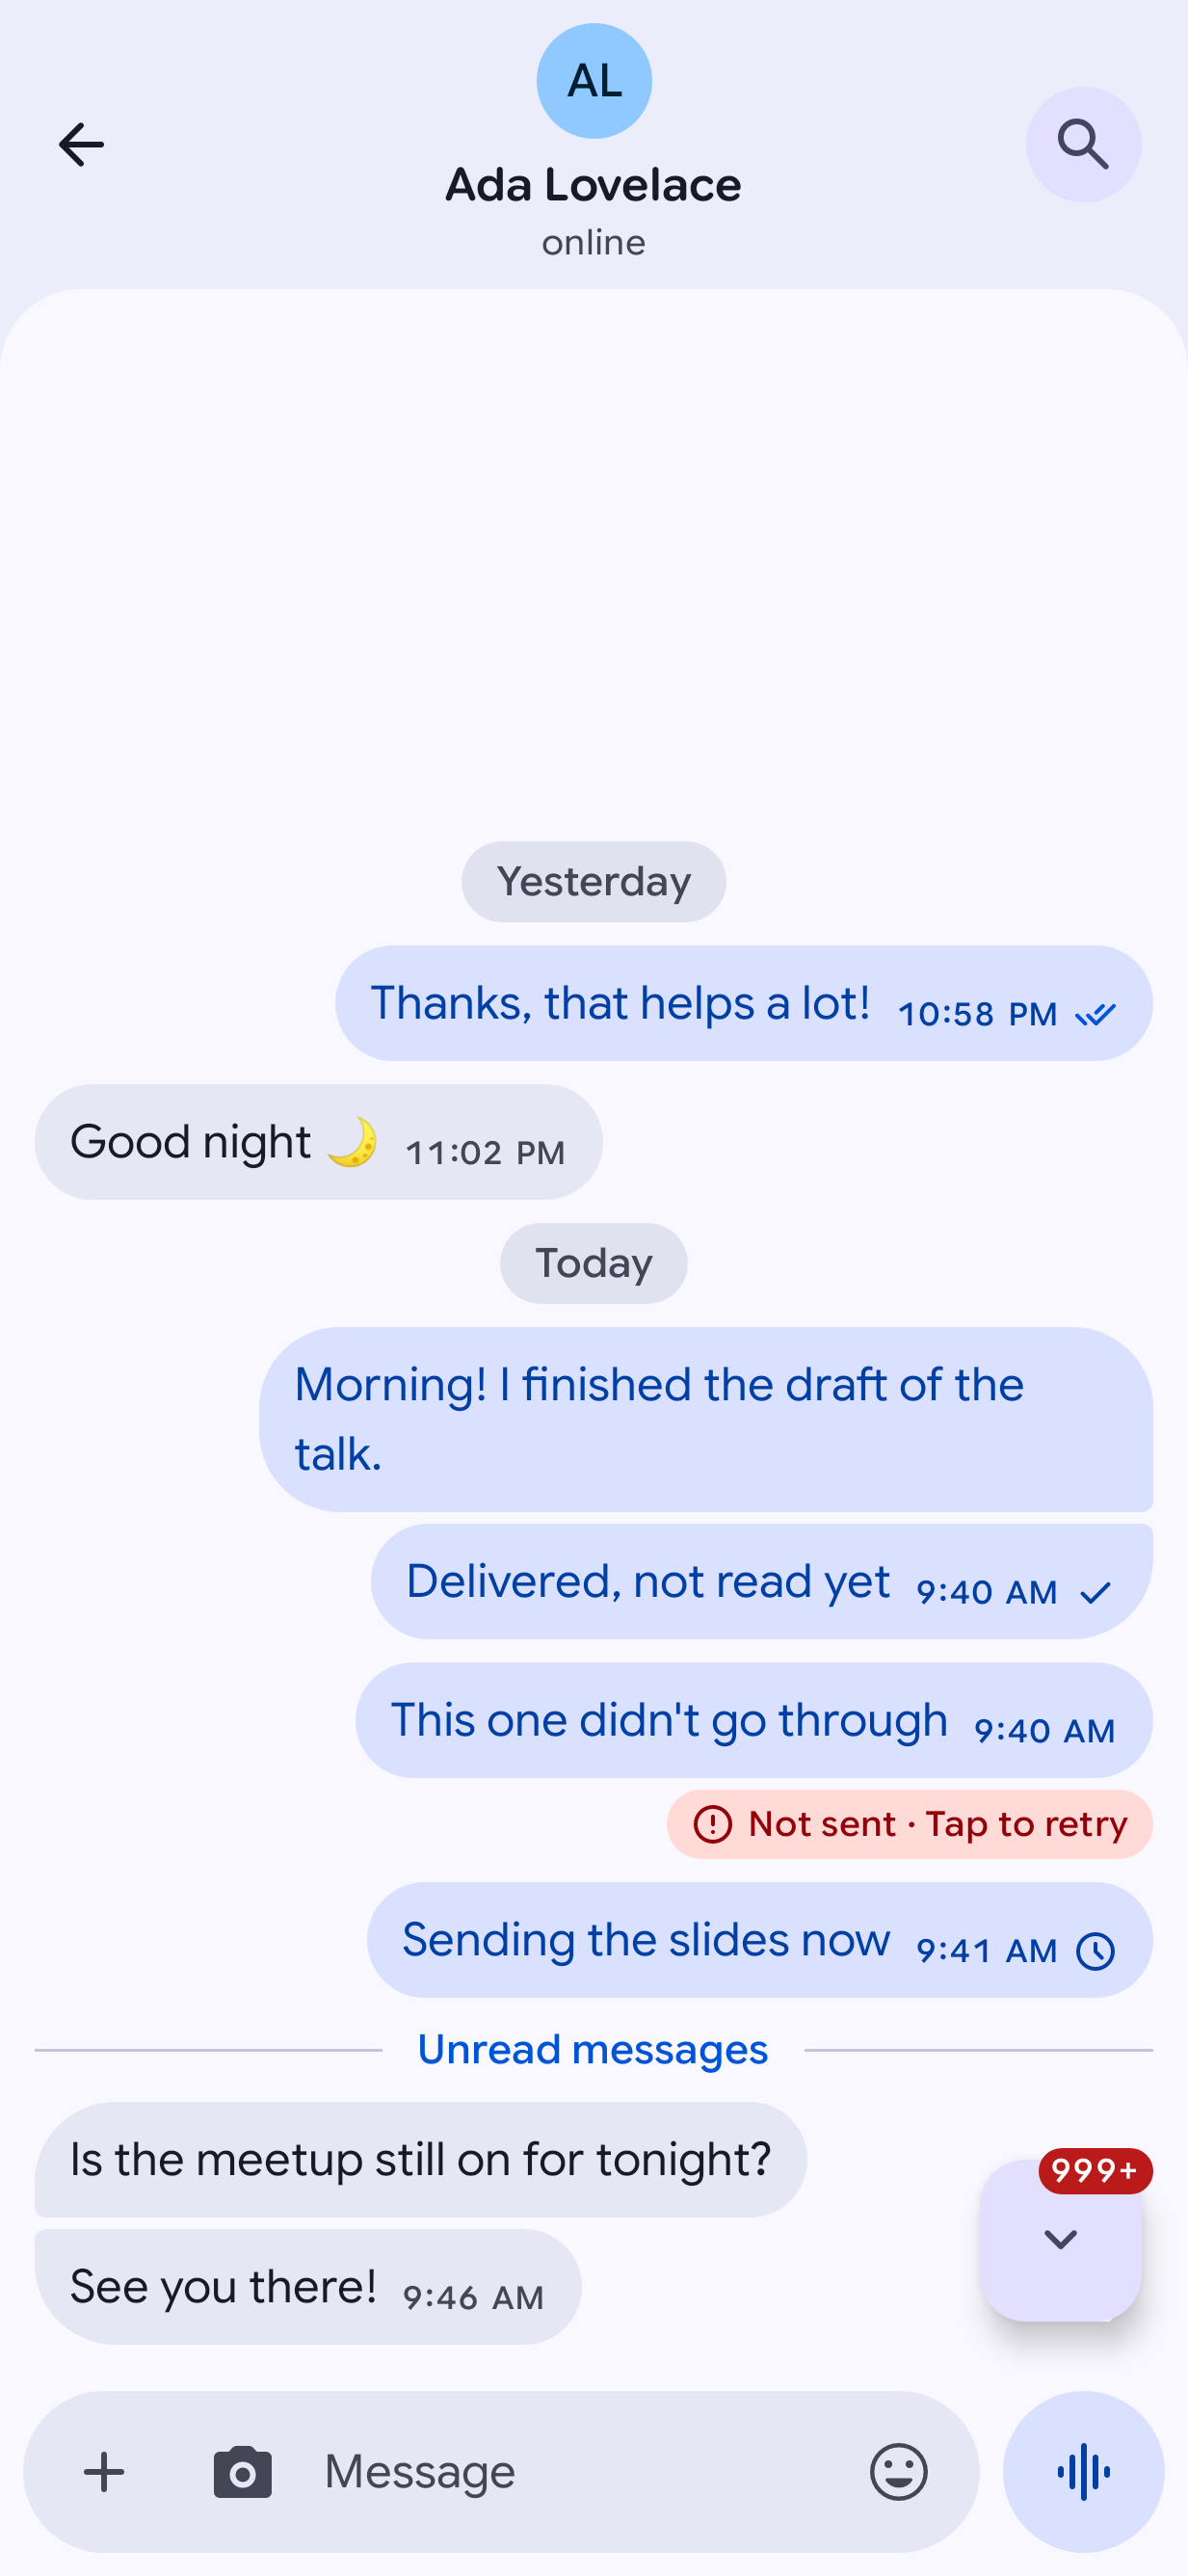 AL
Ada Lovelace
online
Yesterday
Thanks, that helps a lot! 10:58 PM
Good night 🌙 11:02 PM
Today
Morning! I finished the draft of the
talk.
Delivered, not read yet 9:40 AM
This one didn't go through 9:40 AM
Not sent · Tap to retry
Sending the slides now 9:41 AM
Unread messages
Is the meetup still on for tonight?
999+
See you there! 9:46 AM
Message